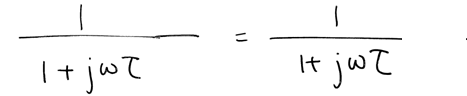 1 / (1 + jωτ) = 1 / (1 + jωτ)